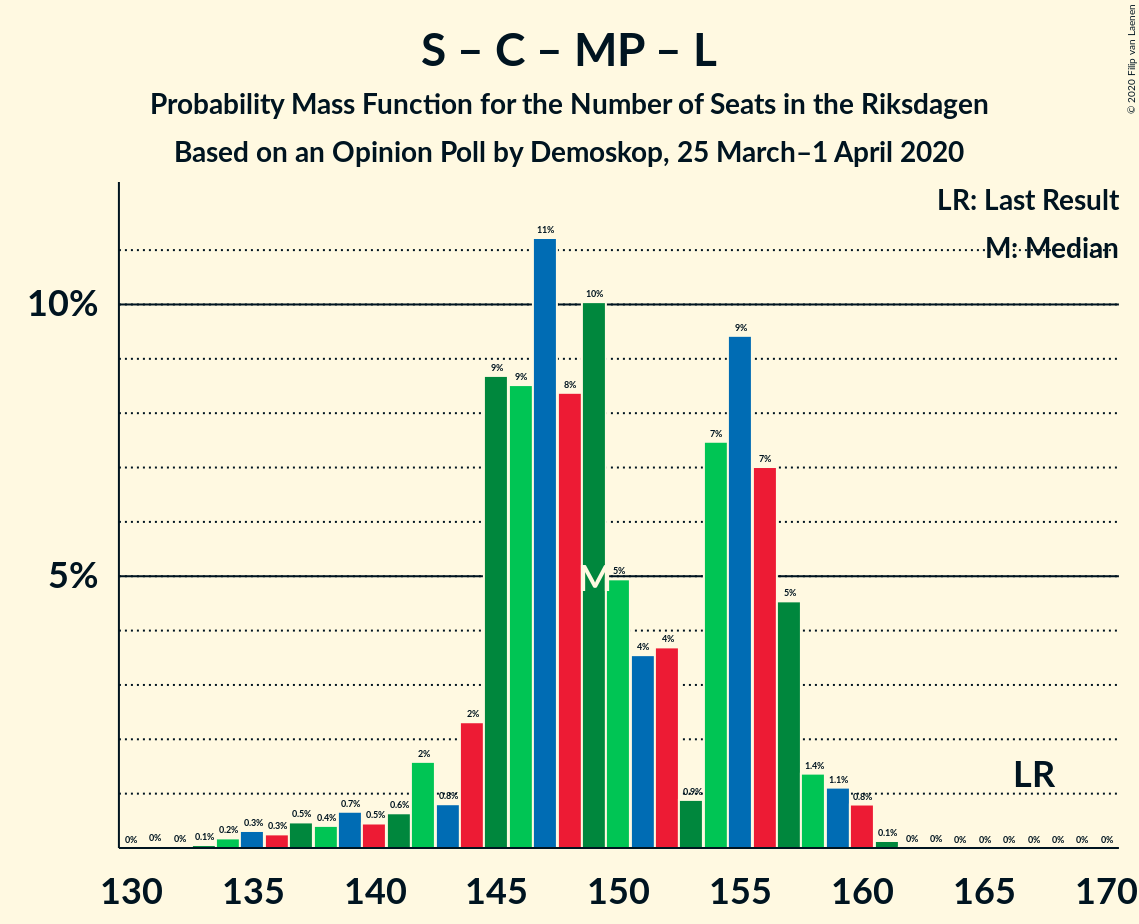 S – C – MP – L
Probability Mass Function for the Number of Seats in the Riksdagen
Based on an Opinion Poll by Demoskop, 25 March–1 April 2020
© 2020 Filip van Laenen
LR: Last Result
M: Median
10%
5%
0% 0% 0% 0.1% 0.2% 0.3% 0.3% 0.5% 0.4% 0.7% 0.5% 0.6% 2% 0.8% 2% 9% 9% 11% 8% 10% 5% 4% 4% 0.9% 7% 9% 7% 5% 1.4% 1.1% 0.8% 0.1% 0% 0% 0% 0% 0% 0% 0% 0% 0%
M
LR
130 135 140 145 150 155 160 165 170